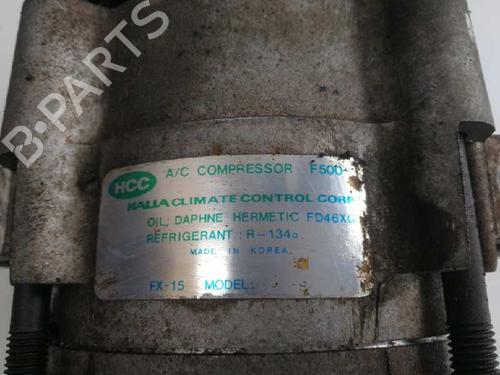 B-PARTS
HCC
A/C COMPRESSOR F500
HALLA CLIMATE CONTROL CORP
OIL; DAPHNE HERMETIC FD46XG
REFRIGERANT : R-134a
MADE IN KOREA
FX-15 MODEL: